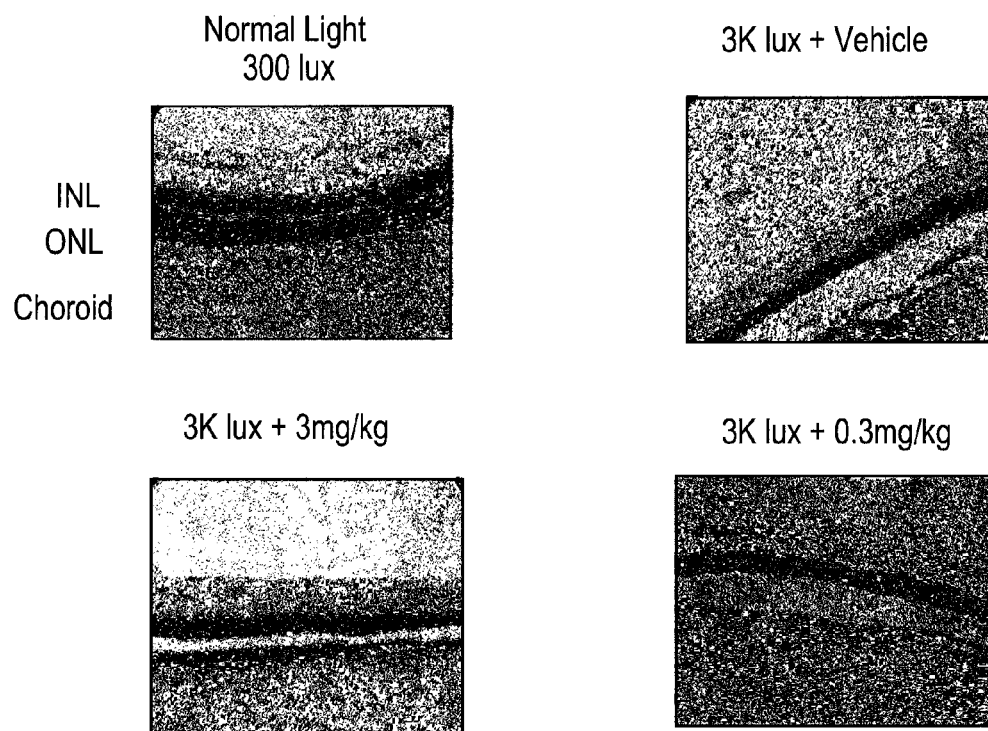 Normal Light
300 lux
3K lux + Vehicle
INL
ONL
Choroid
3K lux + 3mg/kg
3K lux + 0.3mg/kg